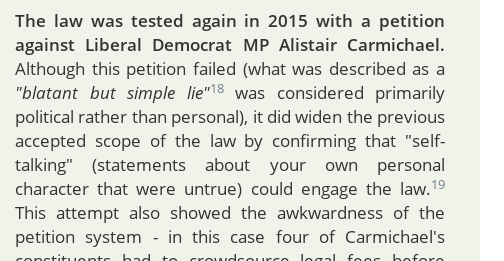 The law was tested again in 2015 with a petition
against Liberal Democrat MP Alistair Carmichael.
Although this petition failed (what was described as a
"blatant but simple lie"18 was considered primarily
political rather than personal), it did widen the previous
accepted scope of the law by confirming that "self-
talking" (statements about your own personal
character that were untrue) could engage the law.19
This attempt also showed the awkwardness of the
petition system - in this case four of Carmichael's
constituents had to crowdsource legal fees before